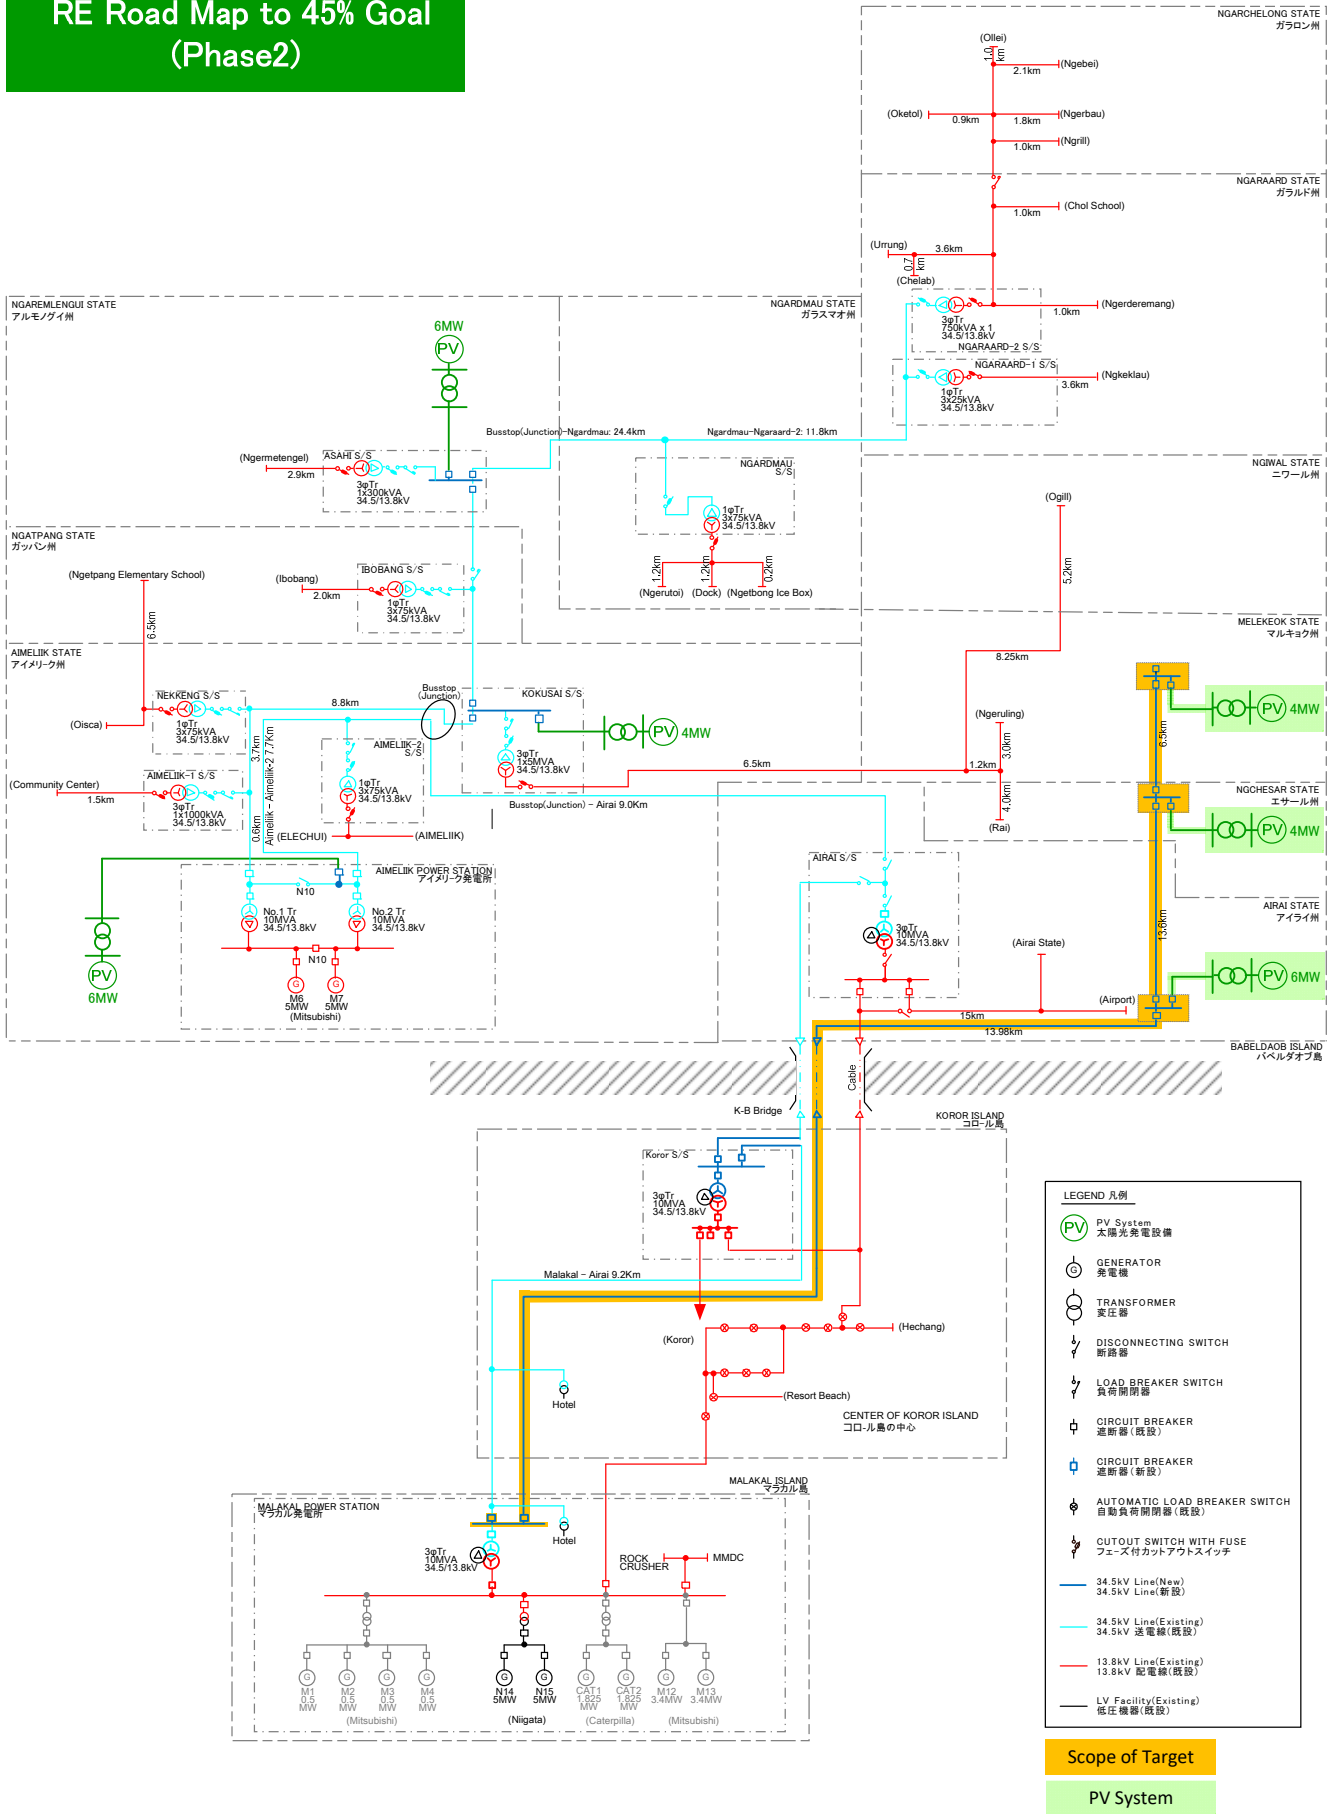 RE Road Map to 45% Goal
(Phase2)
NGARCHELONG STATE
ガラロン州
(Ollei)
1.0
km
2.1km
(Ngebei)
(Oketol)
0.9km
1.8km
(Ngerbau)
1.0km
(Ngrill)
NGARAARD STATE
ガラルド州
1.0km
(Chol School)
(Urrung)
3.6km
0.7
km
(Chelab)
(Ngerderemang)
1.0km
3φTr
750kVA x 1
34.5/13.8kV
NGARAARD-2 S/S
NGARAARD-1 S/S
(Ngkeklau)
3.6km
1φTr
3x25kVA
34.5/13.8kV
NGAREMLENGUI STATE
アルモノグイ州
NGARDMAU STATE
ガラスマオ州
6MW
PV
Busstop(Junction)-Ngardmau: 24.4km
Ngardmau-Ngaraard-2: 11.8km
(Ngermetengel)
2.9km
ASAHI S/S
3φTr
1x300kVA
34.5/13.8kV
NGARDMAU
S/S
1φTr
3x75kVA
34.5/13.8kV
1.2km
1.2km
0.2km
(Ngerutoi)
(Dock)
(Ngetbong Ice Box)
NGIWAL STATE
ニワール州
(Ogill)
5.2km
NGATPANG STATE
ガッパン州
(Ngetpang Elementary School)
6.5km
(Ibobang)
2.0km
IBOBANG S/S
1φTr
3x75kVA
34.5/13.8kV
MELEKEOK STATE
マルキョク州
8.25km
AIMELIIK STATE
アイメリーク州
NEKKENG S/S
(Oisca)
1φTr
3x75kVA
34.5/13.8kV
8.8km
Busstop
(Junction)
KOKUSAI S/S
PV
4MW
3φTr
1x5MVA
34.5/13.8kV
6.5km
(Ngeruling)
3.0km
1.2km
4.0km
(Rai)
PV
4MW
6.5km
3.7km
Aimeliik - Aimeliik-2 7.7Km
AIMELIIK-2
S/S
1φTr
3x75kVA
34.5/13.8kV
(Community Center)
1.5km
AIMELIIK-1 S/S
3φTr
1x1000kVA
34.5/13.8kV
0.6km
(ELECHUI)
(AIMELIIK)
Busstop(Junction) - Airai 9.0Km
NGCHESAR STATE
エサール州
PV
4MW
AIMELIIK POWER STATION
アイメリーク発電所
N10
No.1 Tr
10MVA
34.5/13.8kV
No.2 Tr
10MVA
34.5/13.8kV
N10
G
G
M6
5MW
M7
5MW
(Mitsubishi)
PV
6MW
AIRAI S/S
3φTr
10MVA
34.5/13.8kV
AIRAI STATE
アイライ州
13.6km
(Airai State)
PV
6MW
(Airport)
15km
13.98km
BABELDAOB ISLAND
バベルダオブ島
Cable
K-B Bridge
KOROR ISLAND
コロール島
Koror S/S
3φTr
10MVA
34.5/13.8kV
Malakal - Airai 9.2Km
(Koror)
(Hechang)
(Resort Beach)
Hotel
CENTER OF KOROR ISLAND
コロール島の中心
MALAKAL ISLAND
マラカル島
MALAKAL POWER STATION
マラカル発電所
Hotel
3φTr
10MVA
34.5/13.8kV
ROCK
CRUSHER
MMDC
G
G
G
G
G
G
G
G
G
G
M1
0.5
MW
M2
0.5
MW
M3
0.5
MW
M4
0.5
MW
(Mitsubishi)
N14
5MW
N15
5MW
(Niigata)
CAT1
1.825
MW
CAT2
1.825
MW
(Caterpilla)
M12
3.4MW
M13
3.4MW
(Mitsubishi)
LEGEND 凡例
PV
PV System
太陽光発電設備
G
GENERATOR
発電機
TRANSFORMER
変圧器
DISCONNECTING SWITCH
断路器
LOAD BREAKER SWITCH
負荷開閉器
CIRCUIT BREAKER
遮断器(既設)
CIRCUIT BREAKER
遮断器(新設)
AUTOMATIC LOAD BREAKER SWITCH
自動負荷開閉器(既設)
CUTOUT SWITCH WITH FUSE
フューズ付カットアウトスイッチ
34.5kV Line(New)
34.5kV Line(新設)
34.5kV Line(Existing)
34.5kV 送電線(既設)
13.8kV Line(Existing)
13.8kV 配電線(既設)
LV Facility(Existing)
低圧機器(既設)
Scope of Target
PV System